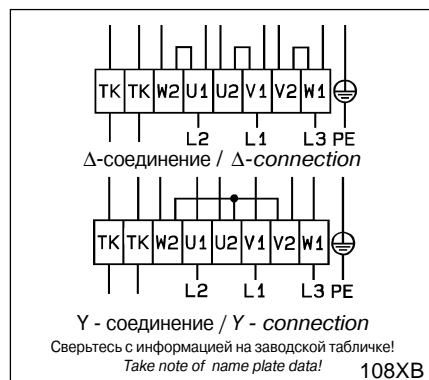 TK TK W2 U1 U2 V1 V2 W1
L2 L1 L3 PE
Δ-соединение / Δ-connection
TK TK W2 U1 U2 V1 V2 W1
L2 L1 L3 PE
Y - соединение / Y - connection
Сверьтесь с информацией на заводской табличке!
Take note of name plate data!
108XB